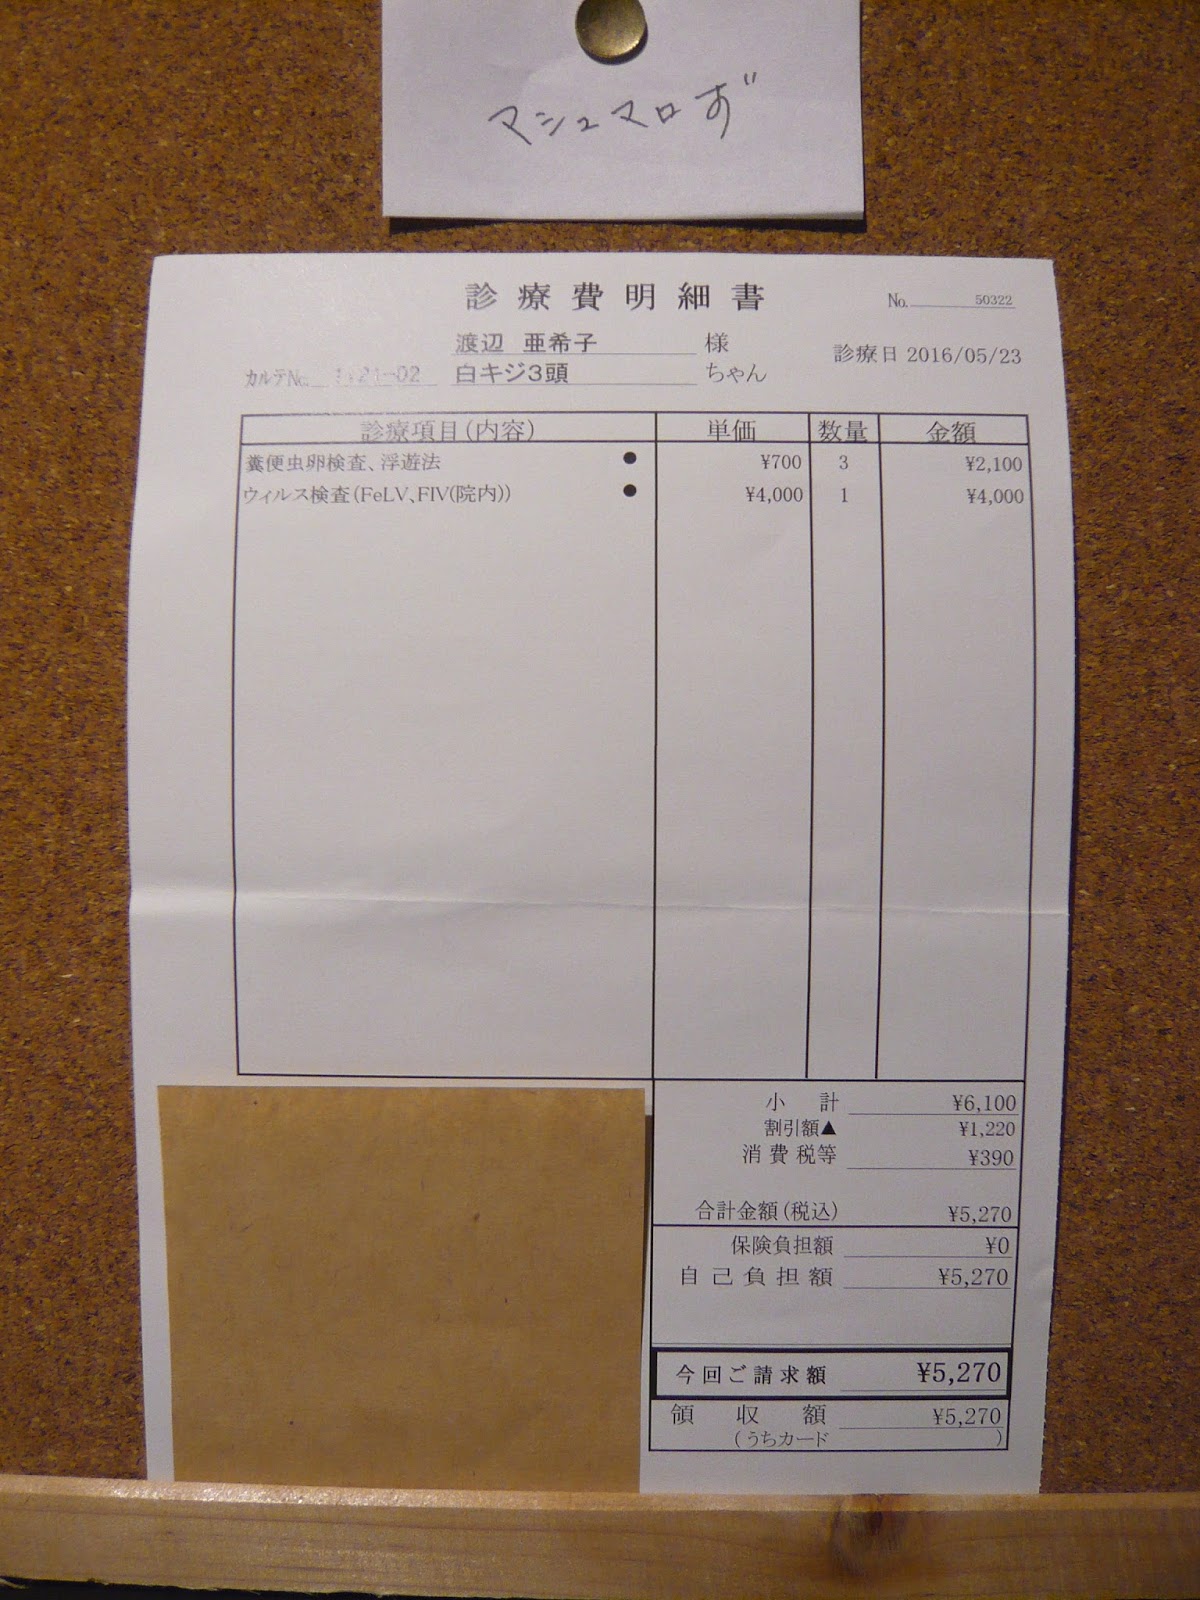 マシュマロず
診療費明細書
No. 50322
渡辺 亜希子 様
診療日 2016/05/23
カルテNo.
白キジ3頭 ちゃん
診療項目(内容) 単価 数量 金額
糞便虫卵検査、浮遊法 ● ¥700 3 ¥2,100
ウィルス検査(FeLV、FIV(院内)) ● ¥4,000 1 ¥4,000
小計 ¥6,100
割引額▲ ¥1,220
消費税等 ¥390
合計金額(税込) ¥5,270
保険負担額 ¥0
自己負担額 ¥5,270
今回ご請求額 ¥5,270
領収額 ¥5,270
(うちカード )